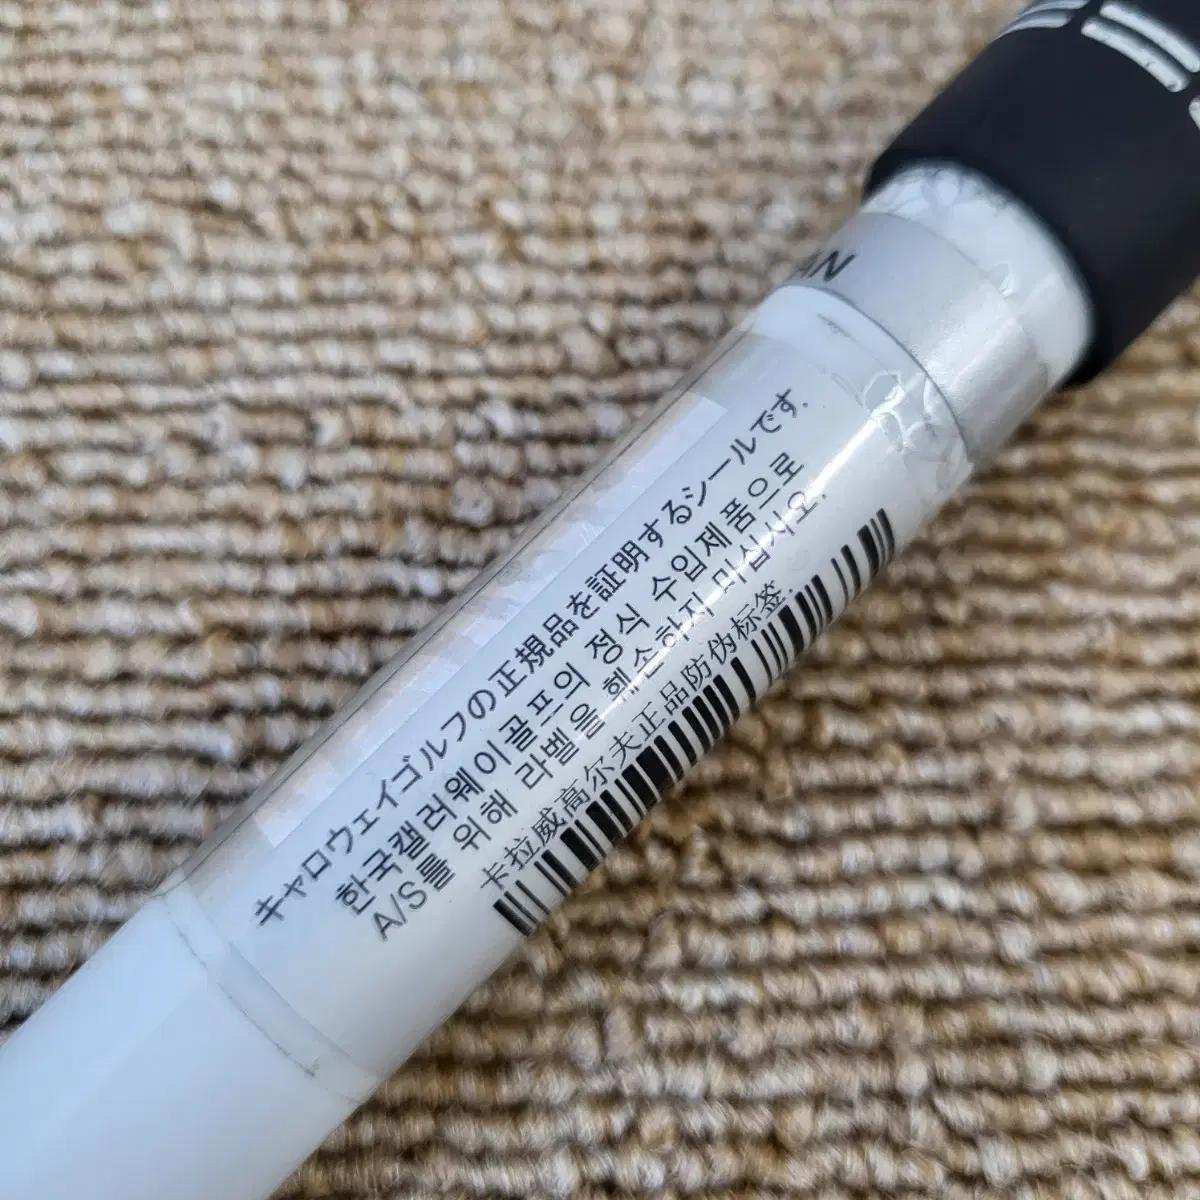 キャロウェイゴルフの正規品を証明するシールです.
한국캘러웨이골프의 정식 수입제품으로
A/S를 위해 라벨을 훼손하지 마십시오.
卡拉威高尔夫正品防伪标签.